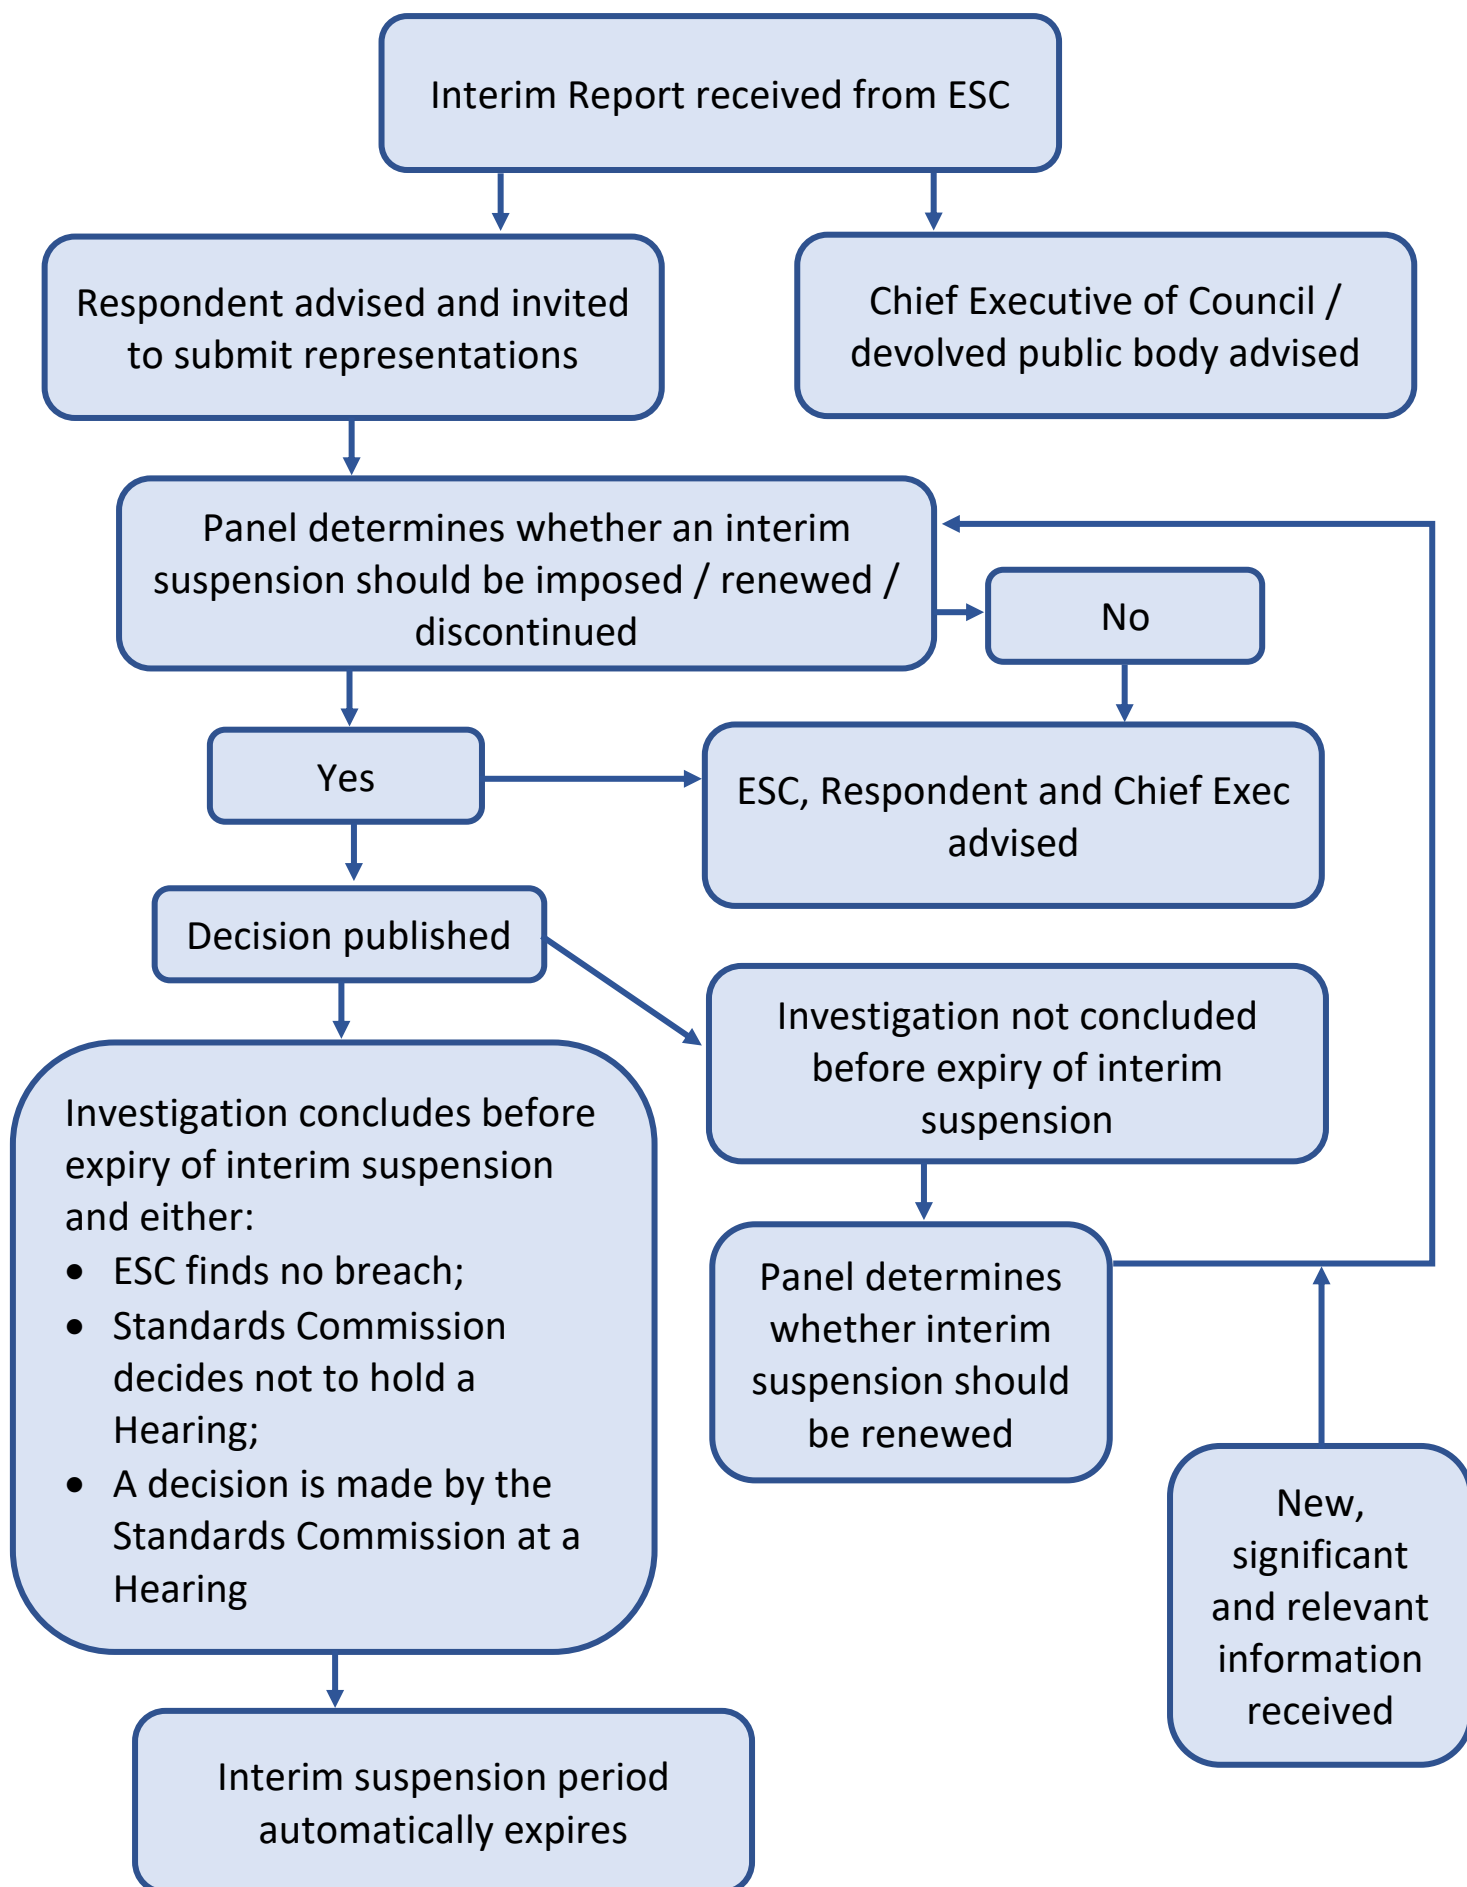 Interim Report received from ESC
Respondent advised and invited
to submit representations
Chief Executive of Council /
devolved public body advised
Panel determines whether an interim
suspension should be imposed / renewed /
discontinued
No
Yes
ESC, Respondent and Chief Exec
advised
Decision published
Investigation not concluded
before expiry of interim
suspension
Investigation concludes before
expiry of interim suspension
and either:
• ESC finds no breach;
• Standards Commission
decides not to hold a
Hearing;
• A decision is made by the
Standards Commission at a
Hearing
Panel determines
whether interim
suspension should
be renewed
New,
significant
and relevant
information
received
Interim suspension period
automatically expires